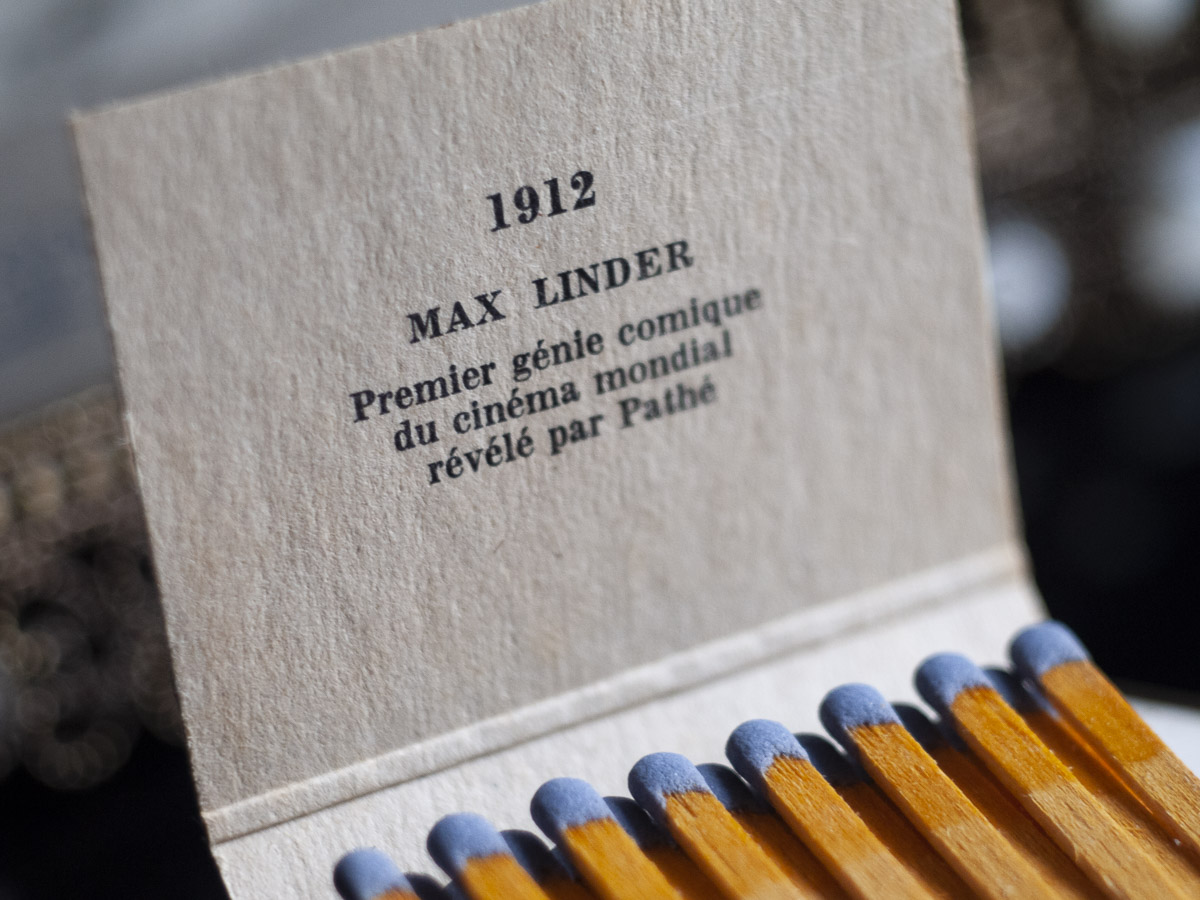 1912
MAX LINDER
Premier génie comique
du cinéma mondial
révélé par Pathé